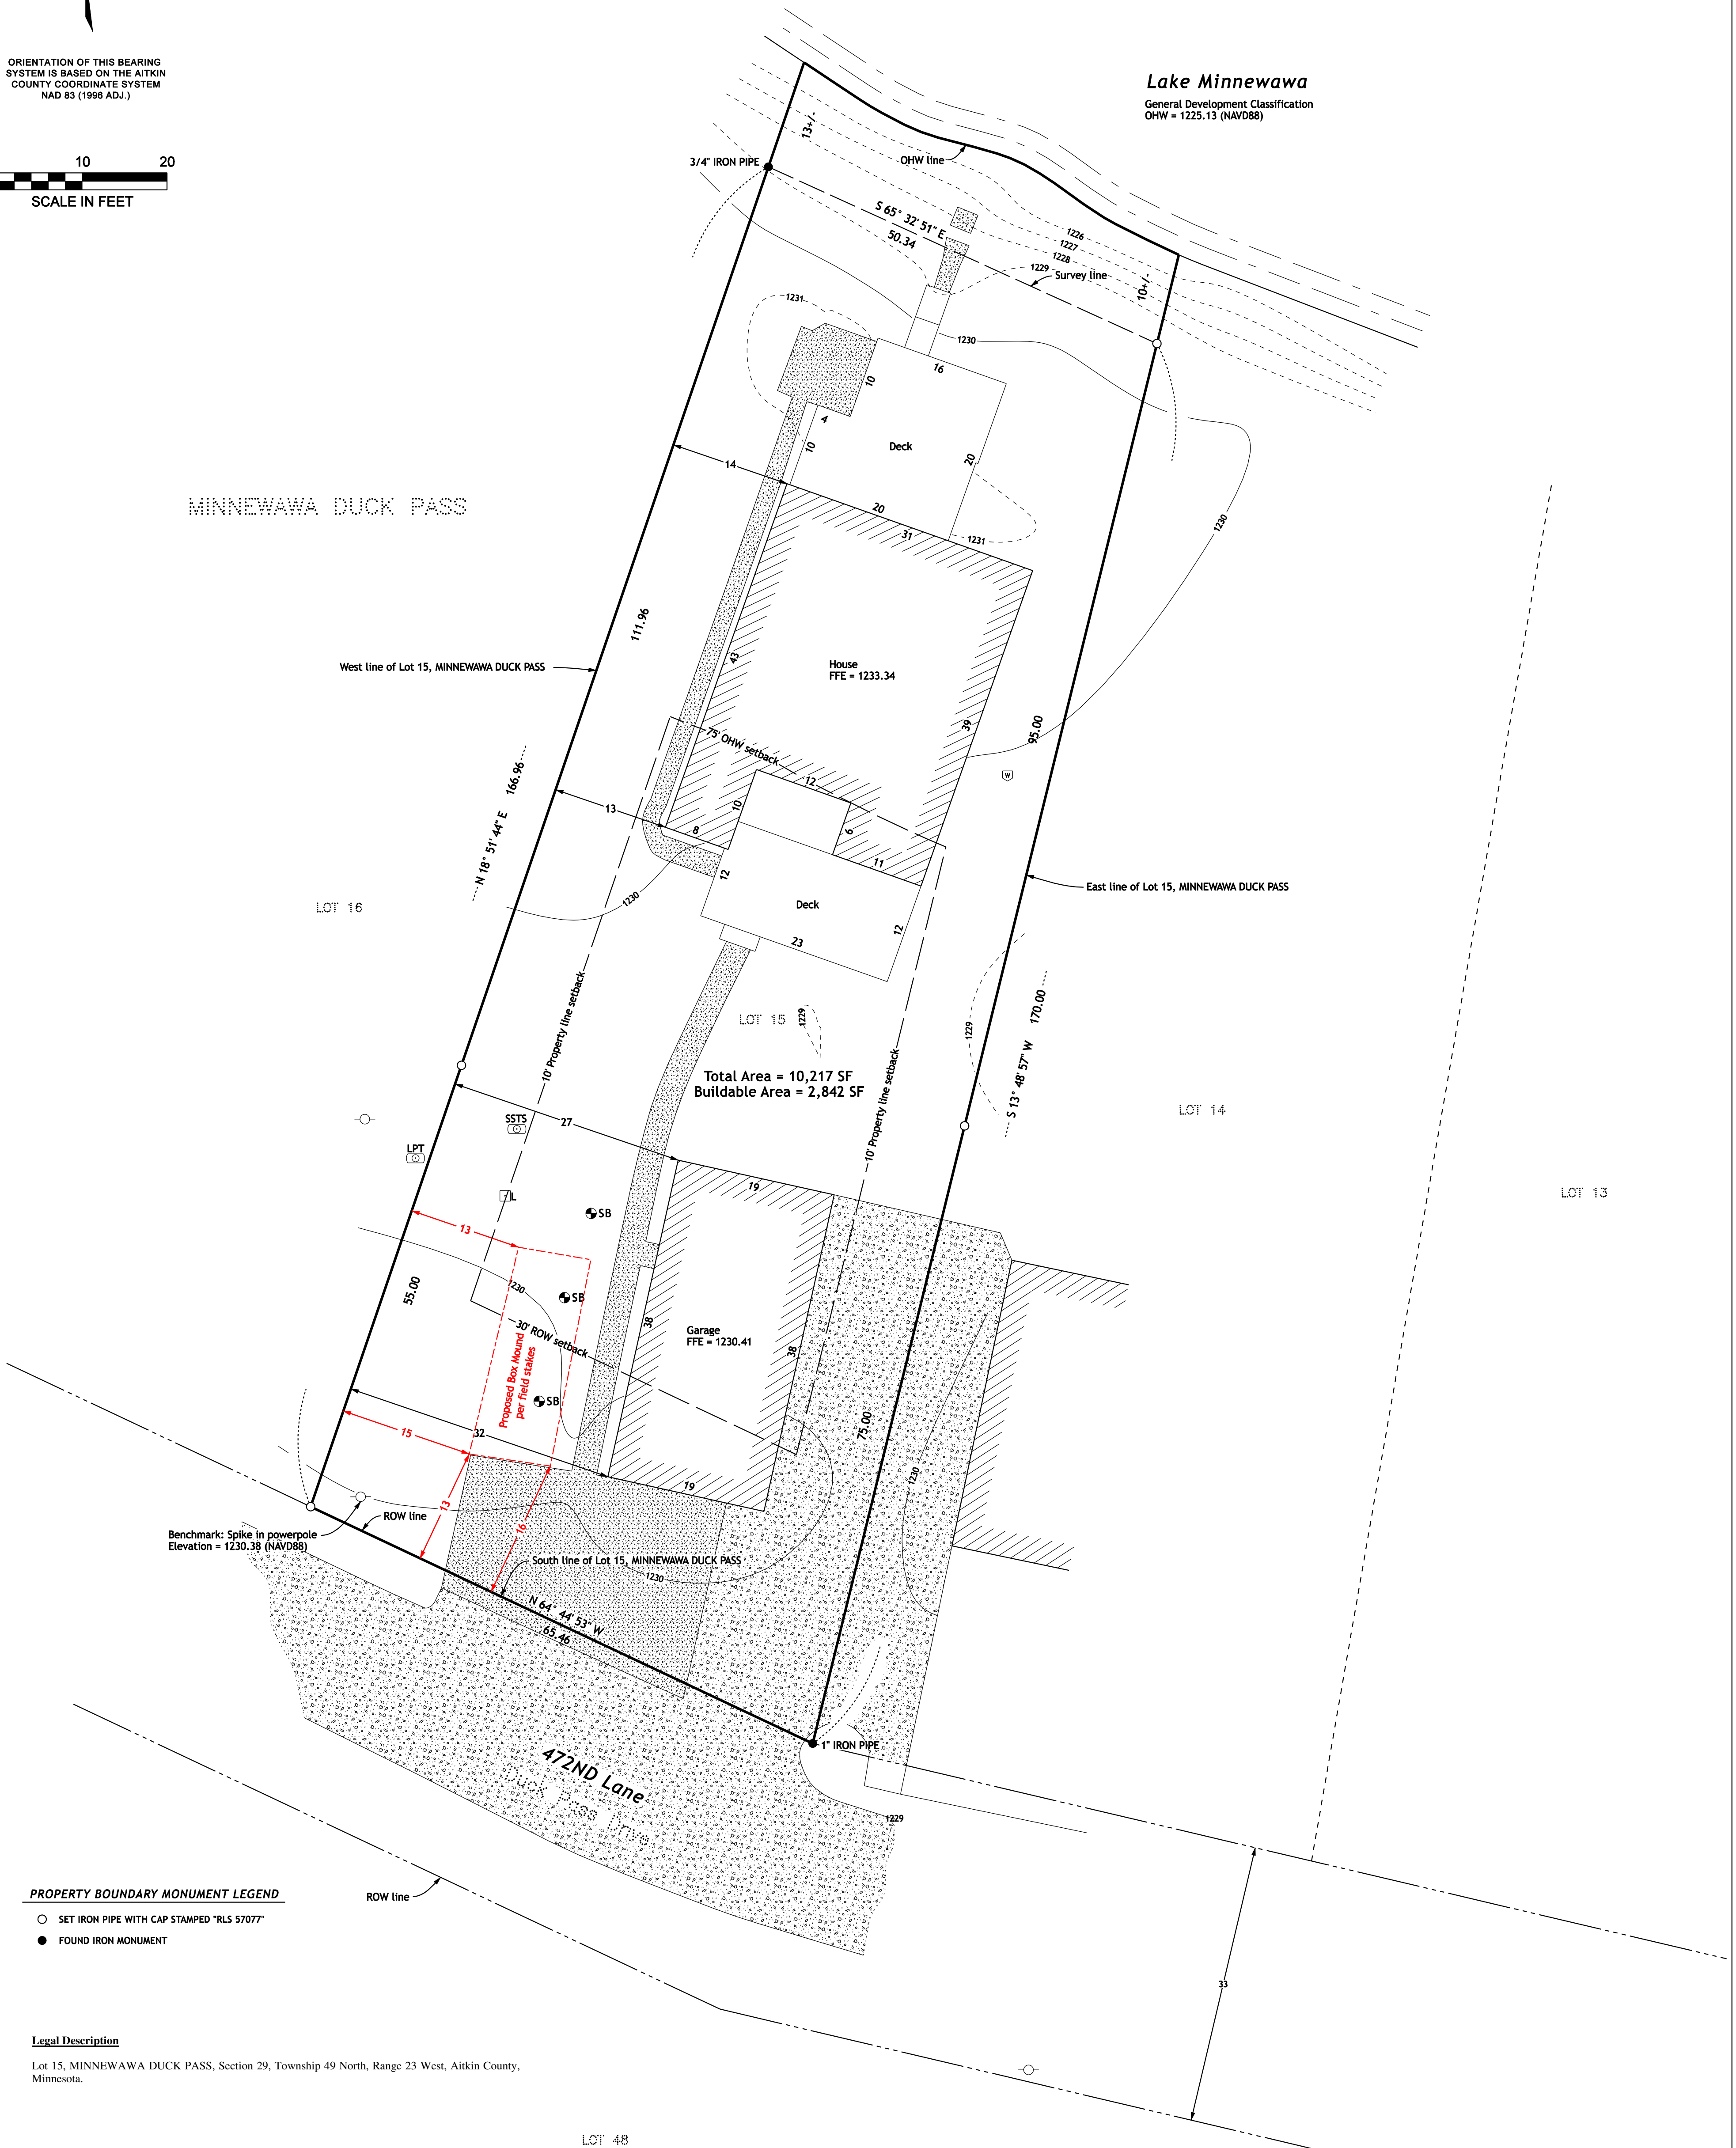 ORIENTATION OF THIS BEARING
SYSTEM IS BASED ON THE AITKIN
COUNTY COORDINATE SYSTEM
NAD 83 (1996 ADJ.)
10 20
SCALE IN FEET
Lake Minnewawa
General Development Classification
OHW = 1225.13 (NAVD88)
13+/-
3/4" IRON PIPE
OHW line
S 65° 32' 51" E
50.34
1226
1227
1228
1229
Survey line
10+/-
1231
1230
16
10
4
10
Deck
20
14
20
31
1231
1230
MINNEWAWA DUCK PASS
111.96
West line of Lot 15, MINNEWAWA DUCK PASS
43
House
FFE = 1233.34
39
95.00
75' OHW setback
12
W
N 18° 51' 44" E 166.96
13
10
8
6
11
12
1230
Deck
East line of Lot 15, MINNEWAWA DUCK PASS
LOT 16
23
12
10' Property line setback
LOT 15
1229
1229
S 13° 48' 57" W 170.00
Total Area = 10,217 SF
Buildable Area = 2,842 SF
10' Property line setback
LOT 14
SSTS
27
LPT
19
LOT 13
L
SB
13
55.00
1230
SB
30' ROW setback
38
Garage
FFE = 1230.41
38
Proposed Box Mound
per field stakes
SB
15
32
75.00
1230
19
13
16
ROW line
Benchmark: Spike in powerpole
Elevation = 1230.38 (NAVD88)
South line of Lot 15, MINNEWAWA DUCK PASS
1230
N 64° 44' 53" W
65.46
1" IRON PIPE
472ND Lane
Duck Pass Drive
1229
PROPERTY BOUNDARY MONUMENT LEGEND
SET IRON PIPE WITH CAP STAMPED "RLS 57077"
FOUND IRON MONUMENT
ROW line
33
Legal Description
Lot 15, MINNEWAWA DUCK PASS, Section 29, Township 49 North, Range 23 West, Aitkin County,
Minnesota.
LOT 48